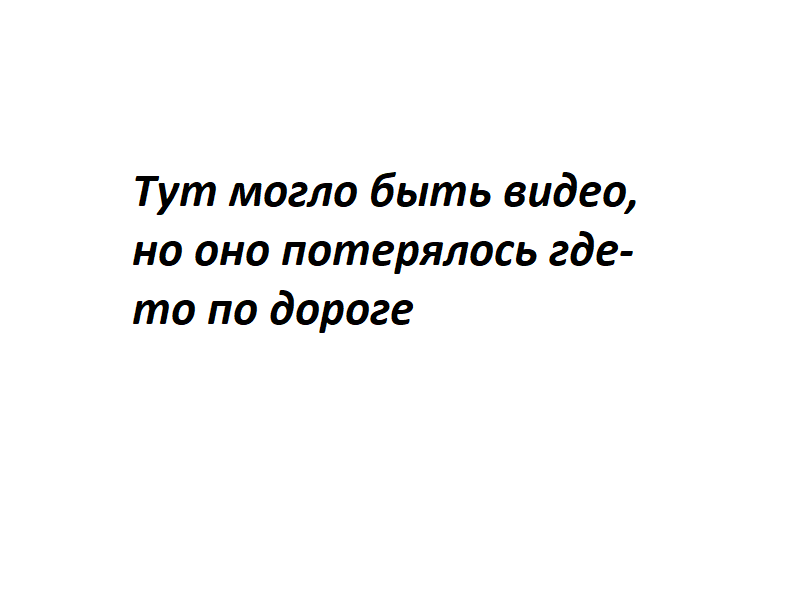 Тут могло быть видео,
но оно потерялось где-
то по дороге